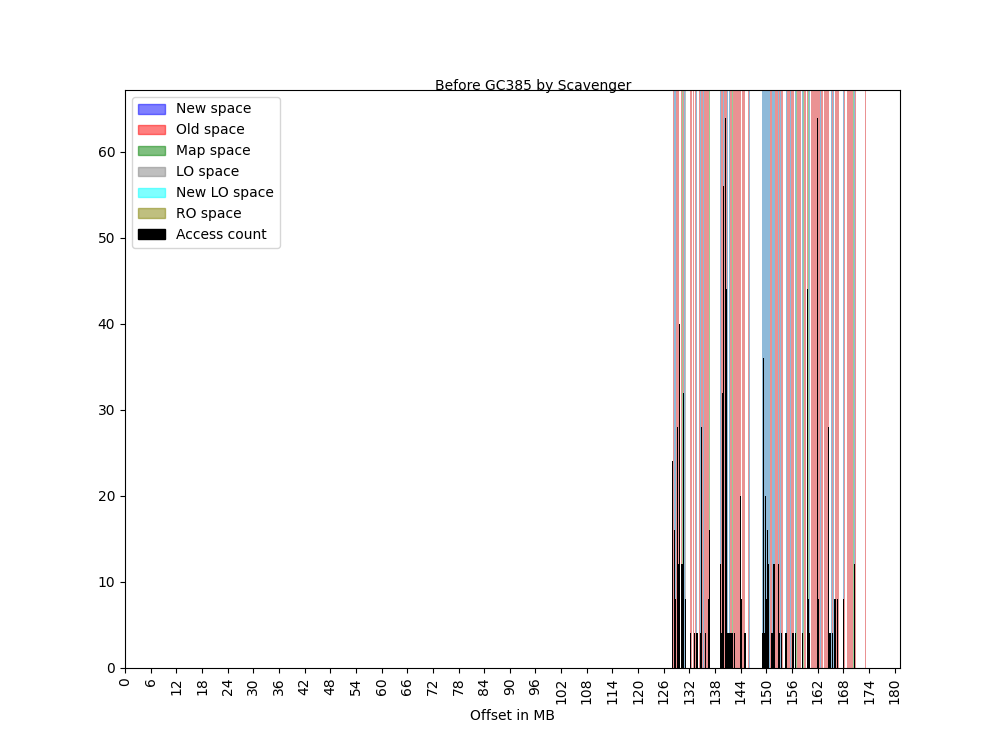 Before GC385 by Scavenger
New space
Old space
Map space
LO space
New LO space
RO space
Access count
60
50
40
30
20
10
0
0 6 12 18 24 30 36 42 48 54 60 66 72 78 84 90 96 102 108 114 120 126 132 138 144 150 156 162 168 174 180
Offset in MB